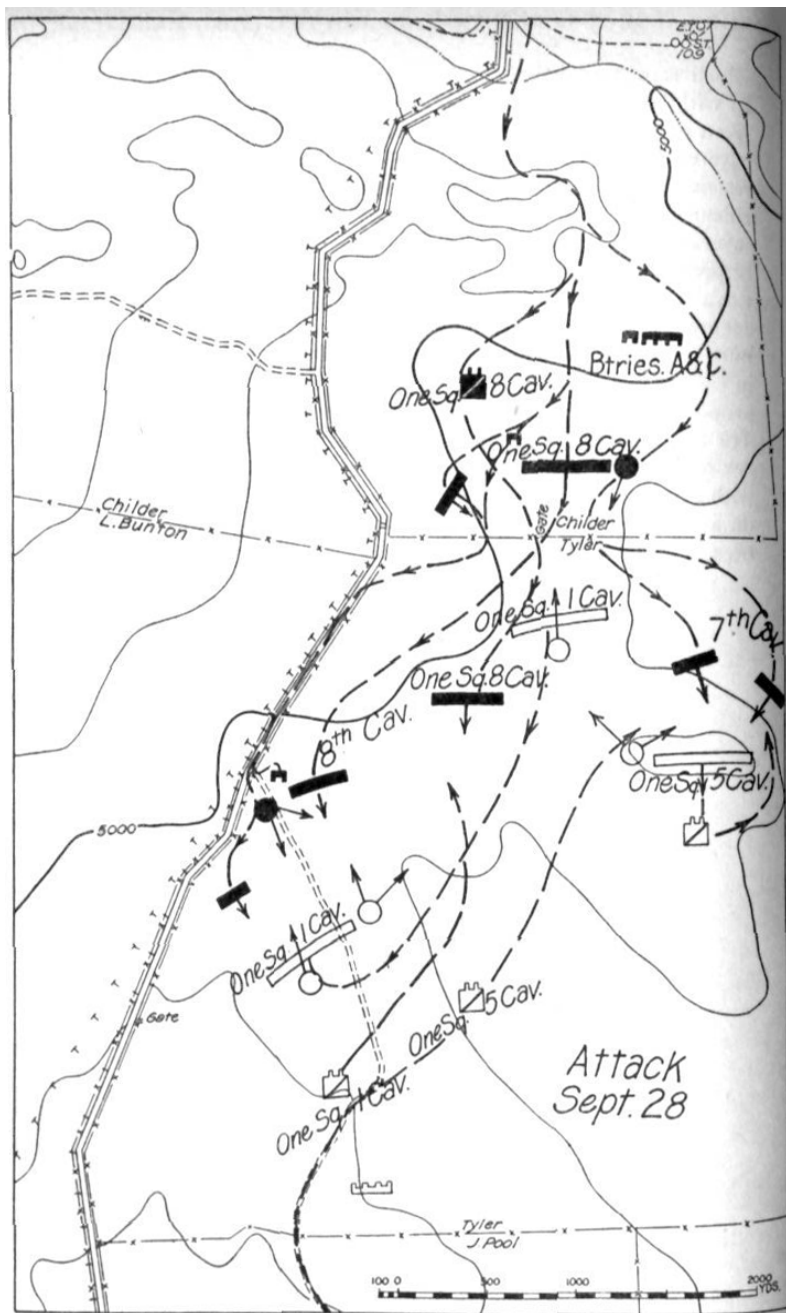 5000
Btries. A&C.
One Sq. 8 Cav.
One Sq. 8 Cav.
Childer
L. Bunton
Gate
Childer
Tyler
One Sq. 1 Cav.
7th Cav.
One Sq. 8 Cav.
8th Cav.
One Sq. 5 Cav.
5000
One Sq. 1 Cav.
One Sq. 5 Cav.
Gate
Attack
Sept. 28
One Sq. 1 Cav.
Tyler
J. Pool
100 0 500 1000 2000
YDS.